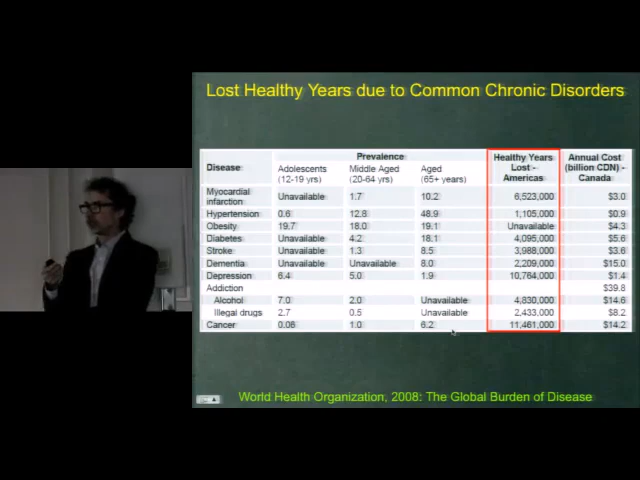 Lost Healthy Years due to Common Chronic Disorders
Disease Prevalence Healthy Years Lost - Americas Annual Cost (billion CDN) - Canada
Adolescents (12-19 yrs) Middle Aged (20-64 yrs) Aged (65+ years)
Myocardial infarction Unavailable 1.7 10.2 6,523,000 $3.0
Hypertension 0.6 12.8 48.9 1,105,000 $0.9
Obesity 19.7 18.0 19.1 Unavailable $4.3
Diabetes Unavailable 4.2 18.1 4,095,000 $5.6
Stroke Unavailable 1.3 8.5 3,988,000 $3.6
Dementia Unavailable Unavailable 8.0 2,209,000 $15.0
Depression 6.4 5.0 1.9 10,764,000 $1.4
Addiction $39.8
Alcohol 7.0 2.0 Unavailable 4,830,000 $14.6
Illegal drugs 2.7 0.5 Unavailable 2,433,000 $8.2
Cancer 0.08 1.0 6.2 11,461,000 $14.2
World Health Organization, 2008: The Global Burden of Disease